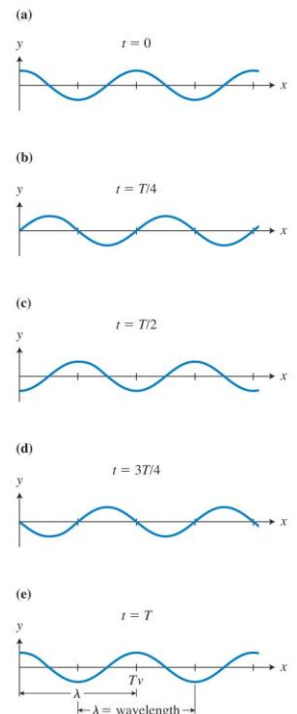 (a)
y
t = 0
x
(b)
y
t = T/4
x
(c)
t = T/2
y
x
(d)
t = 3T/4
y
x
(e)
t = T
y
x
Tv
λ
λ = wavelength